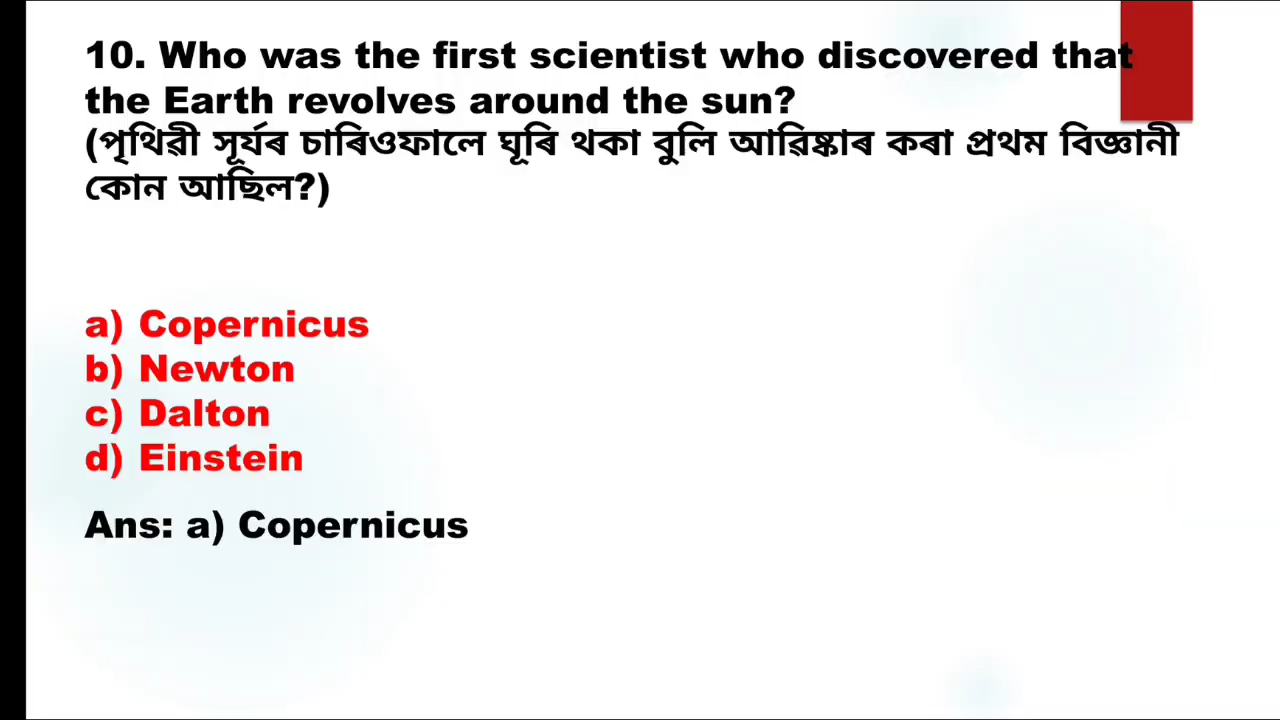 10. Who was the first scientist who discovered that
the Earth revolves around the sun?
(পৃথিৱী সূৰ্যৰ চাৰিওফালে ঘূৰি থকা বুলি আৱিষ্কাৰ কৰা প্ৰথম বিজ্ঞানী
কোন আছিল?)
a) Copernicus
b) Newton
c) Dalton
d) Einstein
Ans: a) Copernicus